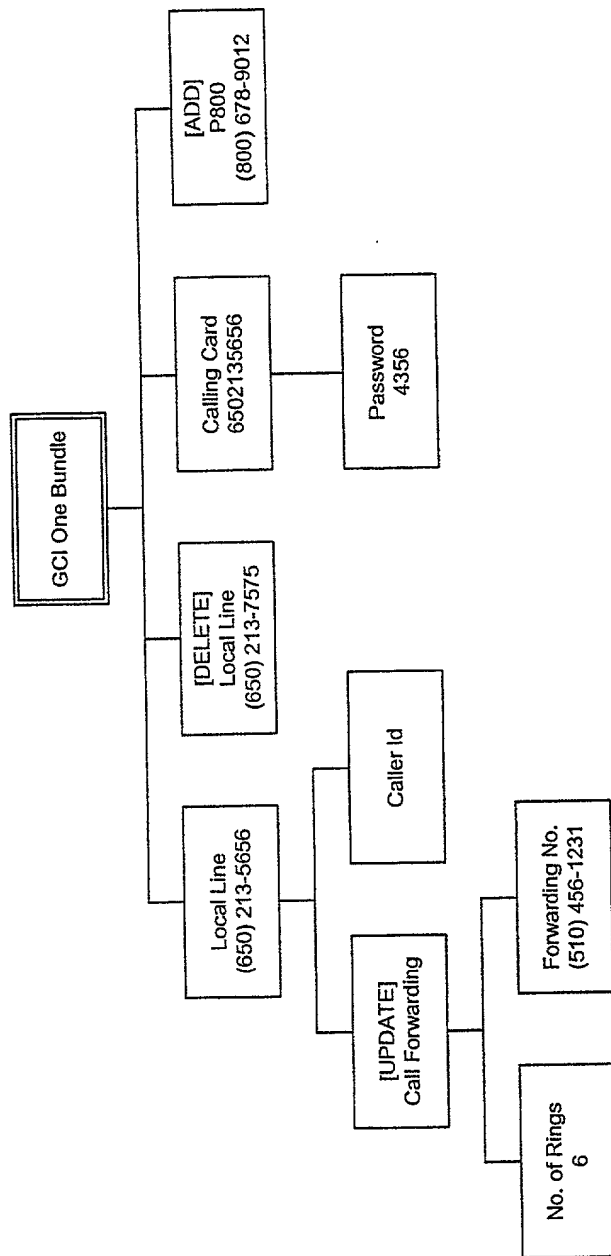 GCI One Bundle
Local Line
(650) 213-5656
[DELETE]
Local Line
(650) 213-7575
Calling Card
6502135656
[ADD]
P800
(800) 678-9012
[UPDATE]
Call Forwarding
Caller Id
Password
4356
No. of Rings
6
Forwarding No.
(510) 456-1231